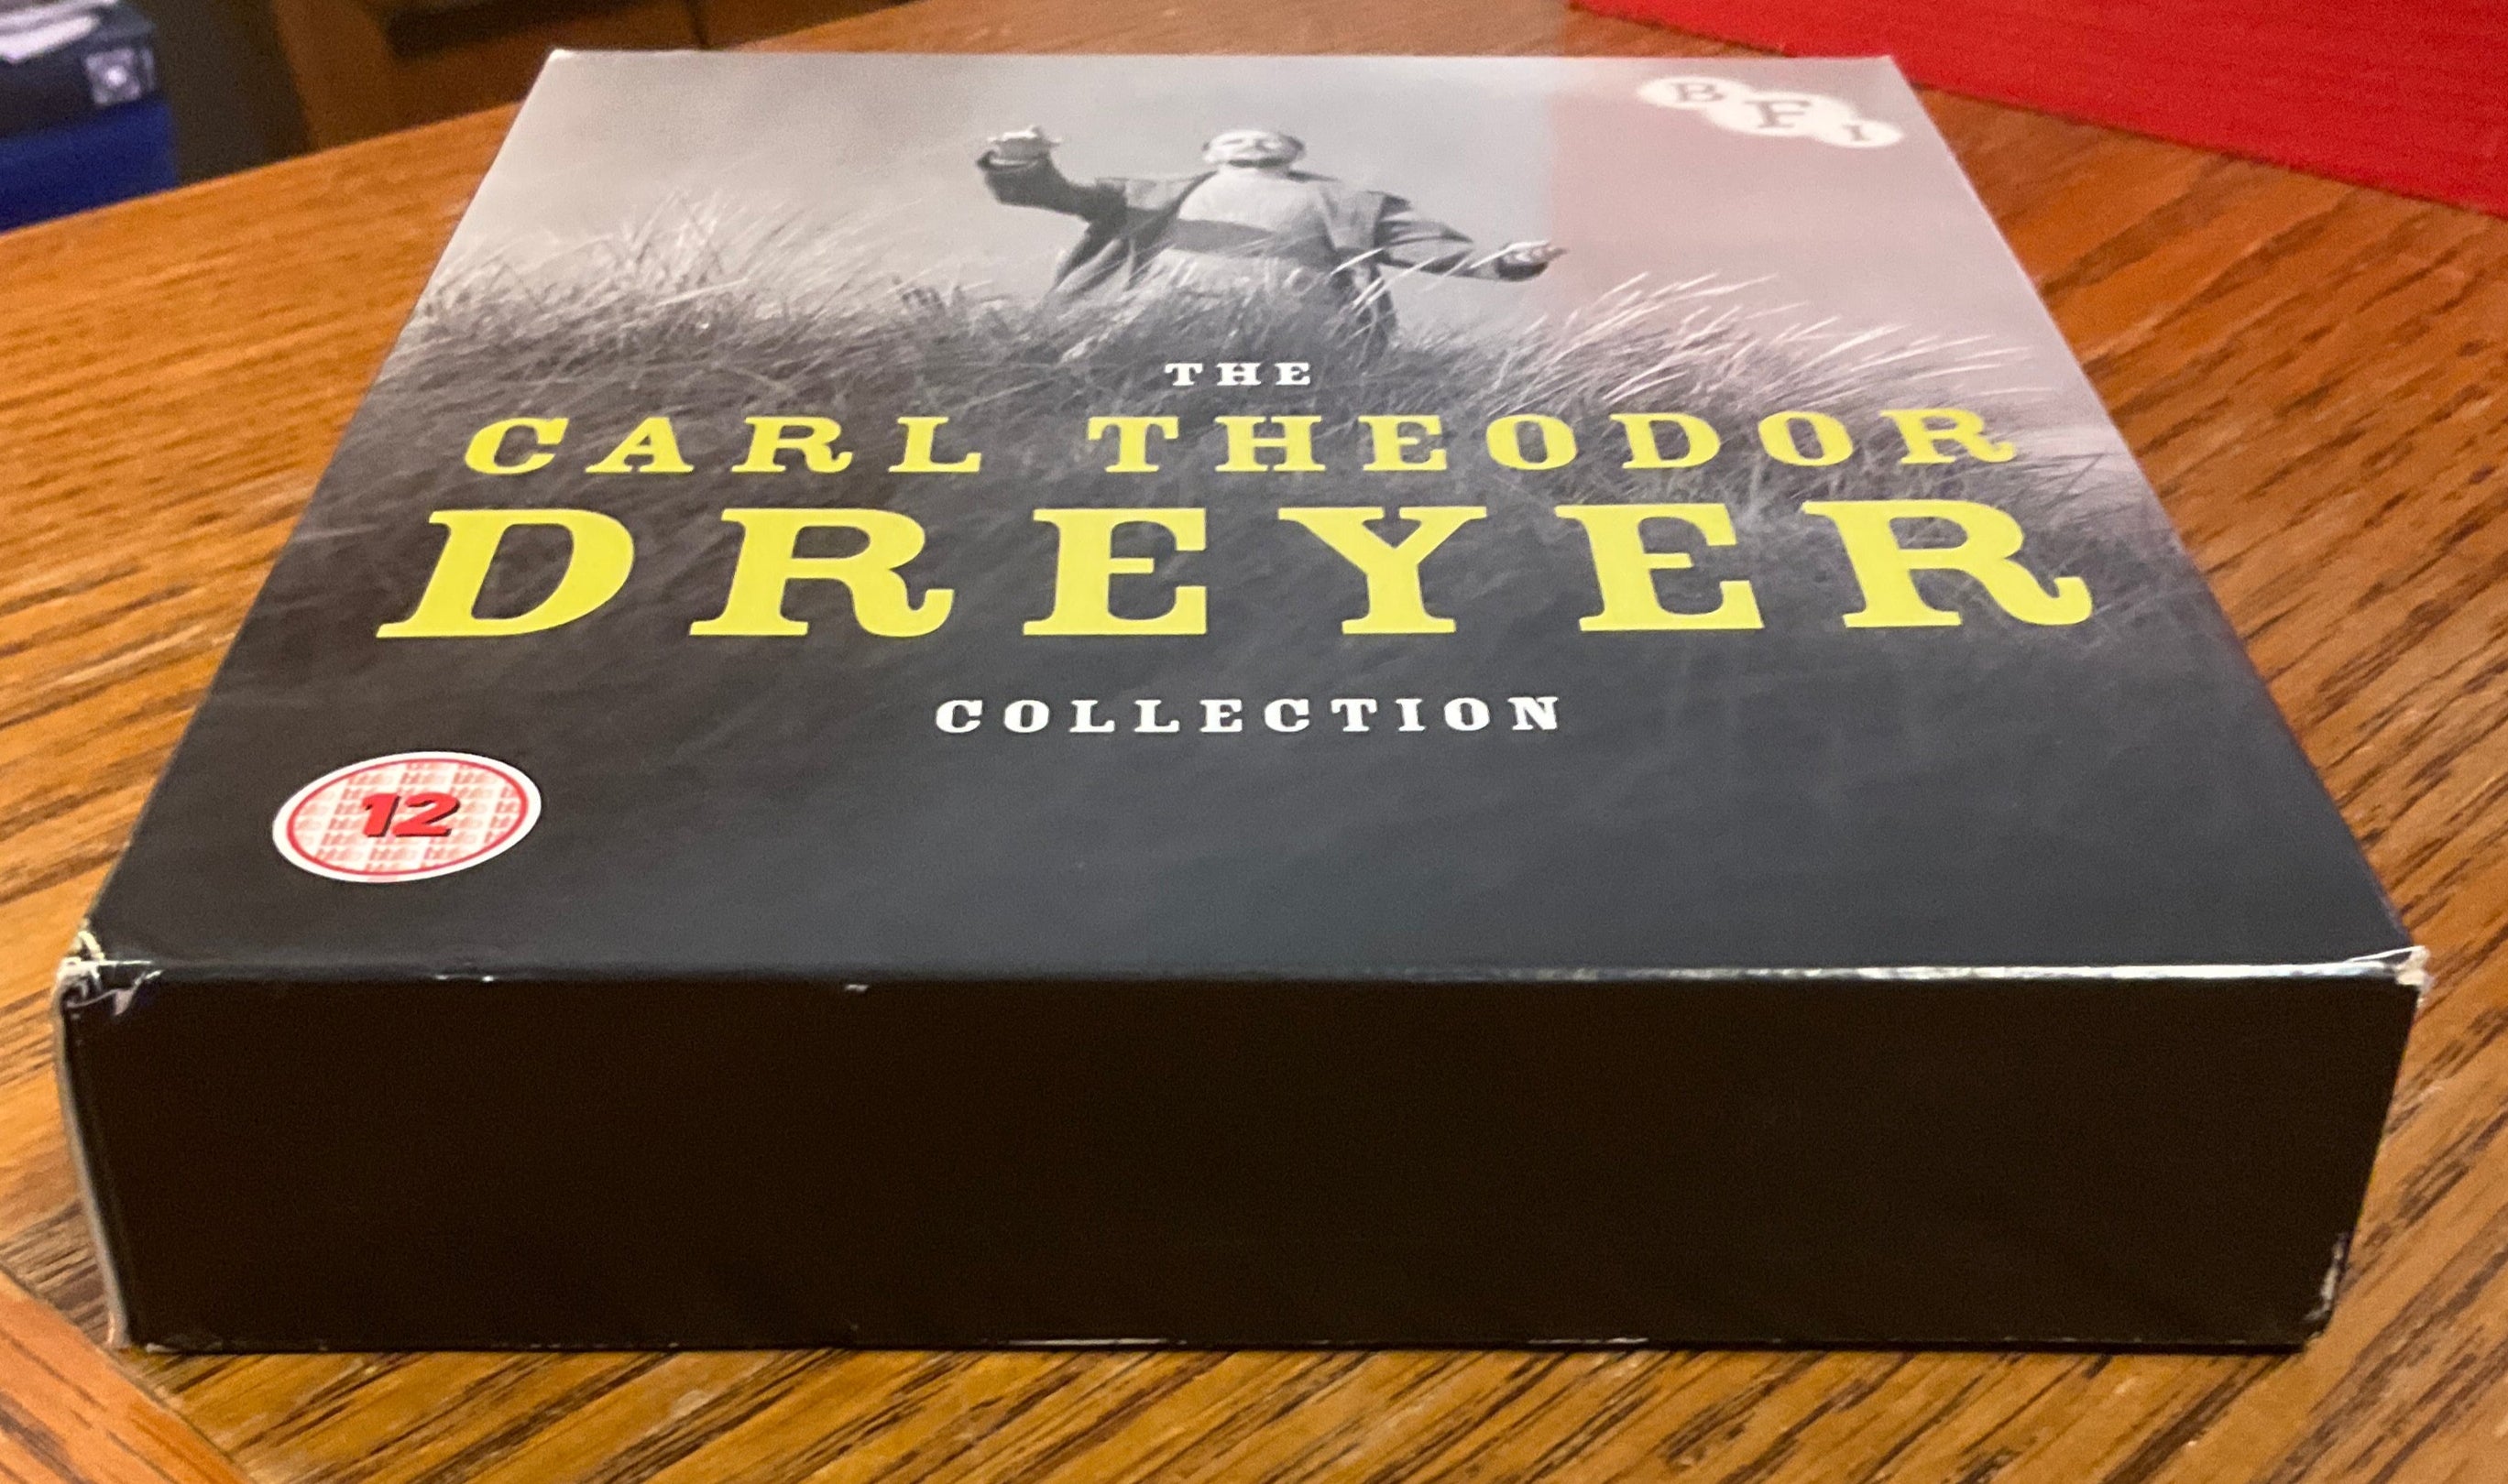 BFI
THE
CARL THEODOR
DREYER
COLLECTION
12